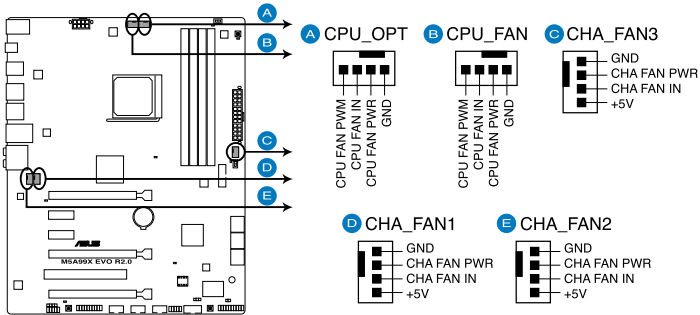 A
B
C
D
E
/ISUS
M5A99X EVO R2.0
A CPU_OPT
CPU FAN PWM
CPU FAN IN
CPU FAN PWR
GND
B CPU_FAN
CPU FAN PWM
CPU FAN IN
CPU FAN PWR
GND
C CHA_FAN3
GND
CHA FAN PWR
CHA FAN IN
+5V
D CHA_FAN1
GND
CHA FAN PWR
CHA FAN IN
+5V
E CHA_FAN2
GND
CHA FAN PWR
CHA FAN IN
+5V